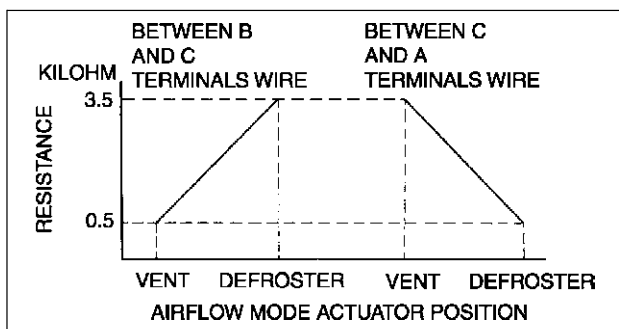 BETWEEN B
AND C
TERMINALS WIRE
BETWEEN C
AND A
TERMINALS WIRE
KILOHM
3.5
RESISTANCE
0.5
VENT DEFROSTER VENT DEFROSTER
AIRFLOW MODE ACTUATOR POSITION